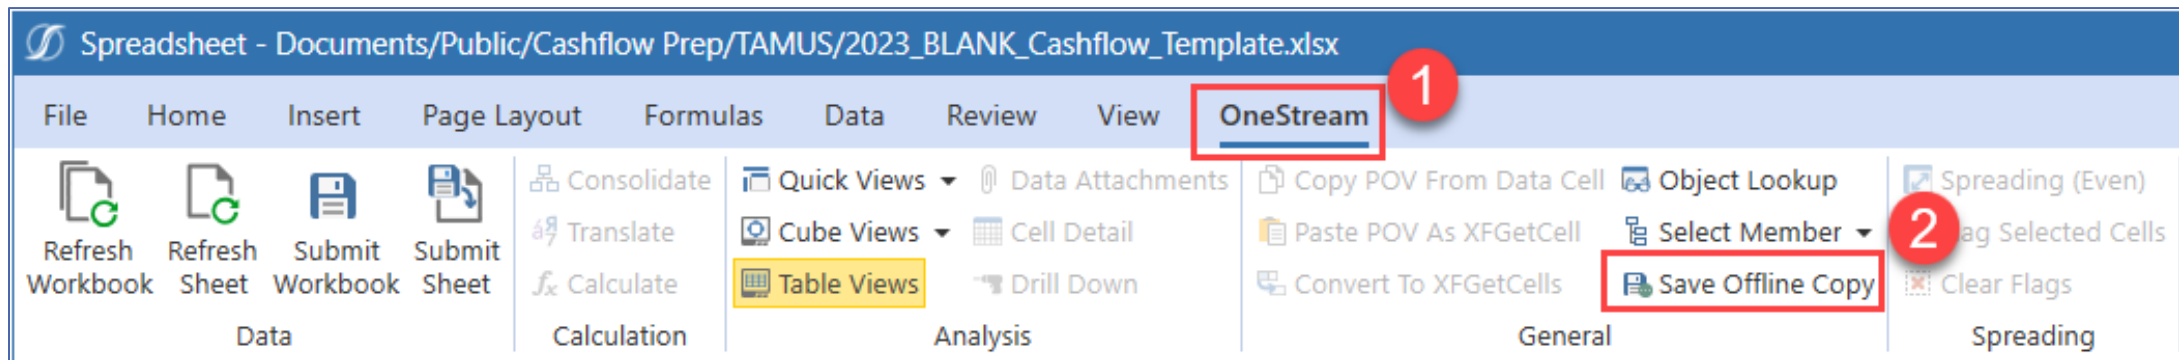 Spreadsheet - Documents/Public/Cashflow Prep/TAMUS/2023_BLANK_Cashflow_Template.xlsx
1
File Home Insert Page Layout Formulas Data Review View OneStream
Refresh Workbook
Refresh Sheet
Submit Workbook
Submit Sheet
Data
Consolidate
Translate
fx Calculate
Calculation
Quick Views
Cube Views
Table Views
Data Attachments
Cell Detail
Drill Down
Analysis
Copy POV From Data Cell
Paste POV As XFGetCell
Convert To XFGetCells
Object Lookup
Select Member
Save Offline Copy
General
2
Spreading (Even)
Selected Cells
Clear Flags
Spreading